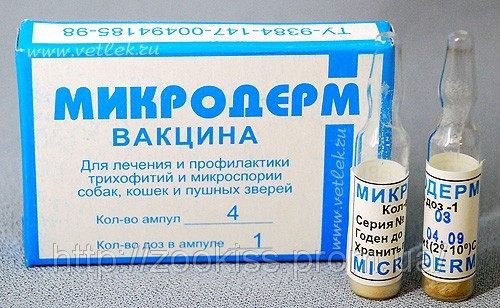 ТУ-9384-147-00494185-98
www.vetlek.ru
МИКРОДЕРМ
ВАКЦИНА
Для лечения и профилактики
трихофитий и микроспории
собак, кошек и пушных зверей
Кол-во ампул 4
Кол-во доз в ампуле 1
www.vetlek.ru
МИКРОДЕРМ
Кол-
доз -1
Серия №
03
Годен до
04 09
Хранить
(2°-10°)С
MICR
DERM
http://zookiss.pro